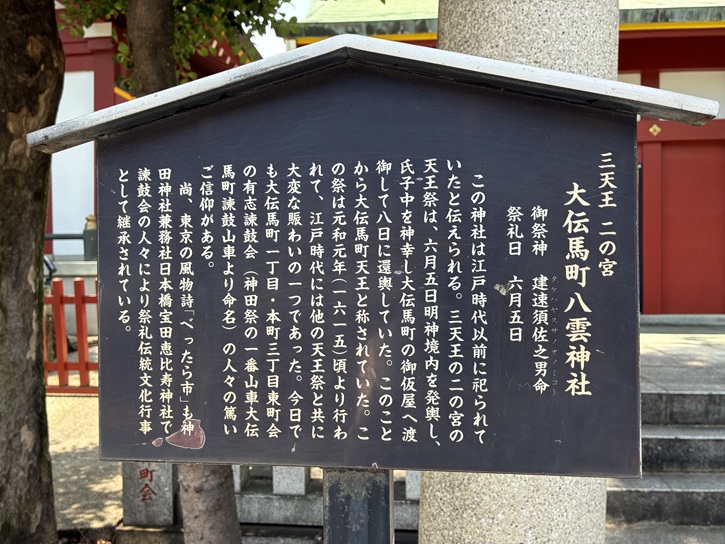 三天王 二の宮
大伝馬町八雲神社
御祭神 建速須佐之男命
タケハヤスサノオノミコト
祭礼日 六月五日
この神社は江戸時代以前に祀られて
いたと伝えられる。三天王の二の宮の
天王祭は、六月五日明神境内を発輿し、
氏子中を神幸し大伝馬町の御仮屋へ渡
御して八日に還輿していた。このこと
から大伝馬町天王と称されていた。こ
の祭は元和元年（一六一五）頃より行わ
れて、江戸時代には他の天王祭と共に
大変な賑わいの一つであった。今日で
も大伝馬町一丁目・本町三丁目東町会
の有志諫鼓会（神田祭の一番山車大伝
馬町諫鼓山車より命名）の人々の篤い
ご信仰がある。
尚、東京の風物詩「べったら市」も神
田神社兼務社日本橋宝田恵比寿神社で
諫鼓会の人々により祭礼伝統文化行事
として継承されている。
町会